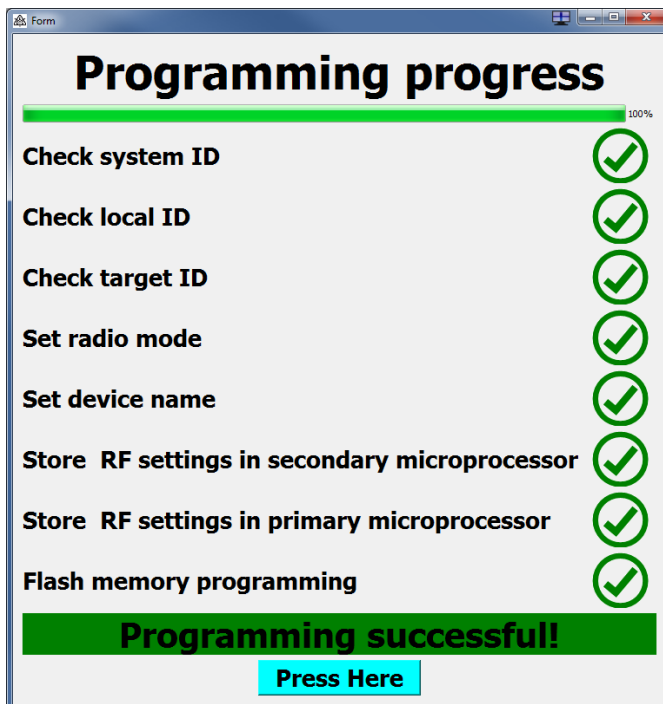 Form
Programming progress
100%
Check system ID
Check local ID
Check target ID
Set radio mode
Set device name
Store  RF settings in secondary microprocessor
Store  RF settings in primary microprocessor
Flash memory programming
Programming successful!
Press Here